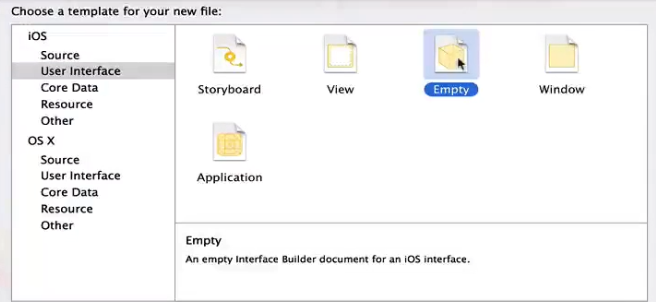 Choose a template for your new file:
iOS
Source
User Interface
Core Data
Resource
Other
OS X
Source
User Interface
Core Data
Resource
Other
Storyboard
View
Empty
Window
Application
Empty
An empty Interface Builder document for an iOS interface.